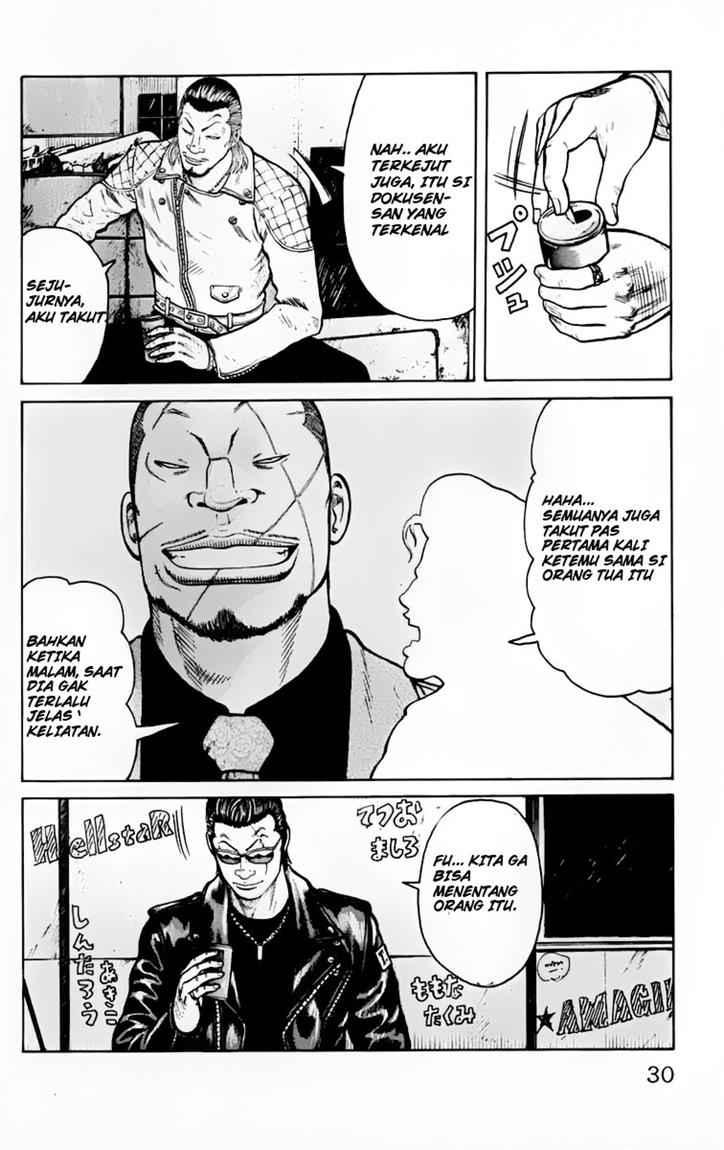 プシュ
NAH.. AKU
TERKEJUT
JUGA, ITU SI
DOKUSEN-
SAN YANG
TERKENAL
SEJU-
JURNYA,
AKU TAKUT
HAHA...
SEMUANYA JUGA
TAKUT PAS
PERTAMA KALI
KETEMU SAMA SI
ORANG TUA ITU
BAHKAN
KETIKA
MALAM, SAAT
DIA GAK
TERLALU
JELAS
KELIATAN.
HellstaR
てつお
ましろ
FU... KITA GA
BISA
MENENTANG
ORANG ITU.
しんたろう
あきこ
ももだ
たくみ
★AMAGI
30